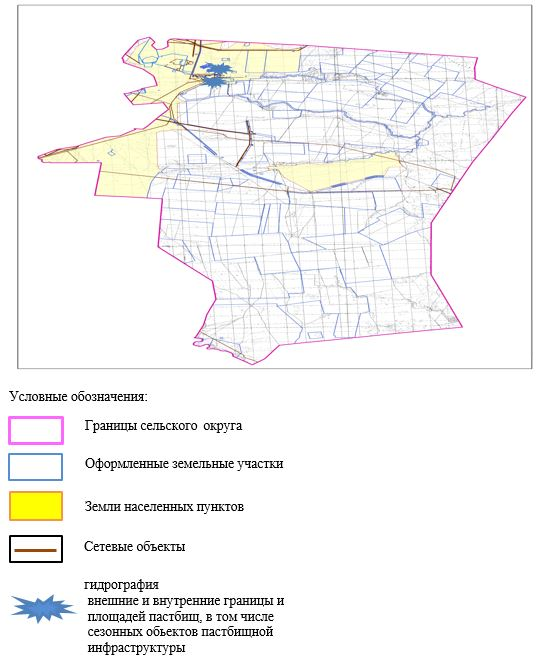 Условные обозначения:
Границы сельского округа
Оформленные земельные участки
Земли населенных пунктов
Сетевые объекты
гидрография
внешние и внутренние границы и
площадей пастбищ, в том числе
сезонных объектов пастбищной
инфраструктуры